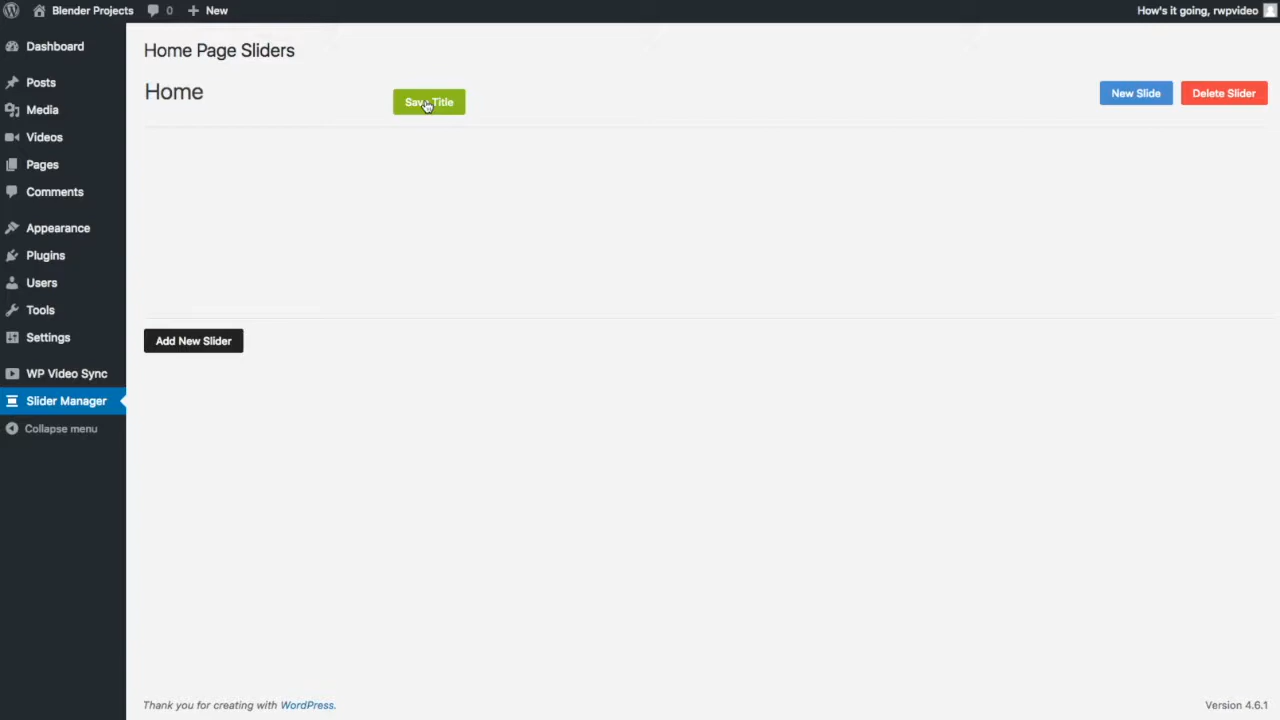 Blender Projects
0
New
How's it going, rwpvideo
Dashboard
Posts
Media
Videos
Pages
Comments
Appearance
Plugins
Users
Tools
Settings
WP Video Sync
Slider Manager
Collapse menu
Home Page Sliders
Home
Save Title
New Slide
Delete Slider
Add New Slider
Thank you for creating with WordPress.
Version 4.6.1